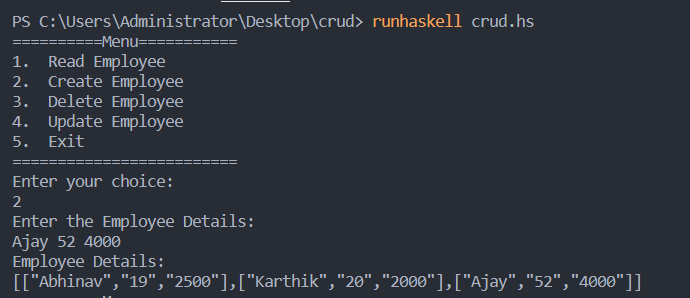 PS C:\Users\Administrator\Desktop\crud> runhaskell crud.hs
==========Menu===========
1.  Read Employee
2.  Create Employee
3.  Delete Employee
4.  Update Employee
5.  Exit
=========================
Enter your choice:
2
Enter the Employee Details:
Ajay 52 4000
Employee Details:
[["Abhinav","19","2500"],["Karthik","20","2000"],["Ajay","52","4000"]]